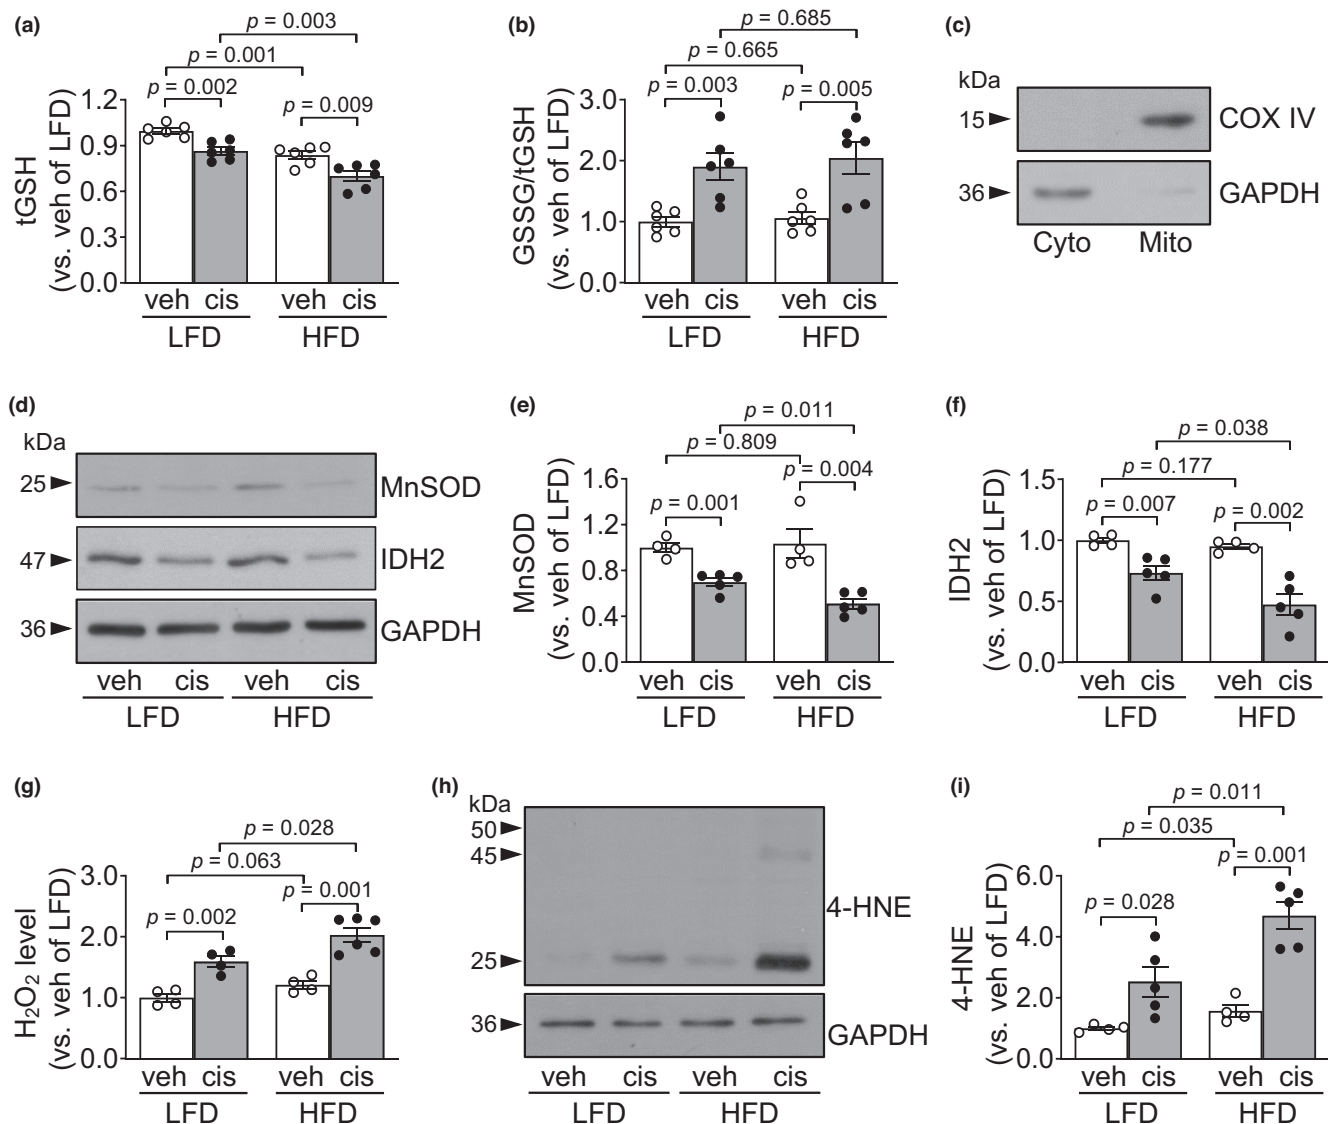 (a)
p = 0.003
p = 0.001
p = 0.002
p = 0.009
tGSH
(vs. veh of LFD)
1.2
0.9
0.6
0.3
0.0
veh cis veh cis
LFD HFD
(b)
p = 0.685
p = 0.665
p = 0.003
p = 0.005
GSSG/tGSH
(vs. veh of LFD)
3.0
2.0
1.0
0.0
veh cis veh cis
LFD HFD
(c)
kDa
15 COX IV
36 GAPDH
Cyto Mito
(d)
kDa
25 MnSOD
47 IDH2
36 GAPDH
veh cis veh cis
LFD HFD
(e)
p = 0.011
p = 0.809
p = 0.004
p = 0.001
MnSOD
(vs. veh of LFD)
1.6
1.2
0.8
0.4
0.0
veh cis veh cis
LFD HFD
(f)
p = 0.038
p = 0.177
p = 0.007
p = 0.002
IDH2
(vs. veh of LFD)
1.5
1.0
0.5
0.0
veh cis veh cis
LFD HFD
(g)
p = 0.028
p = 0.063
p = 0.001
p = 0.002
H₂O₂ level
(vs. veh of LFD)
3.0
2.0
1.0
0.0
veh cis veh cis
LFD HFD
(h)
kDa
50
45
4-HNE
25
36 GAPDH
veh cis veh cis
LFD HFD
(i)
p = 0.011
p = 0.035
p = 0.001
p = 0.028
4-HNE
(vs. veh of LFD)
6.0
4.0
2.0
0.0
veh cis veh cis
LFD HFD